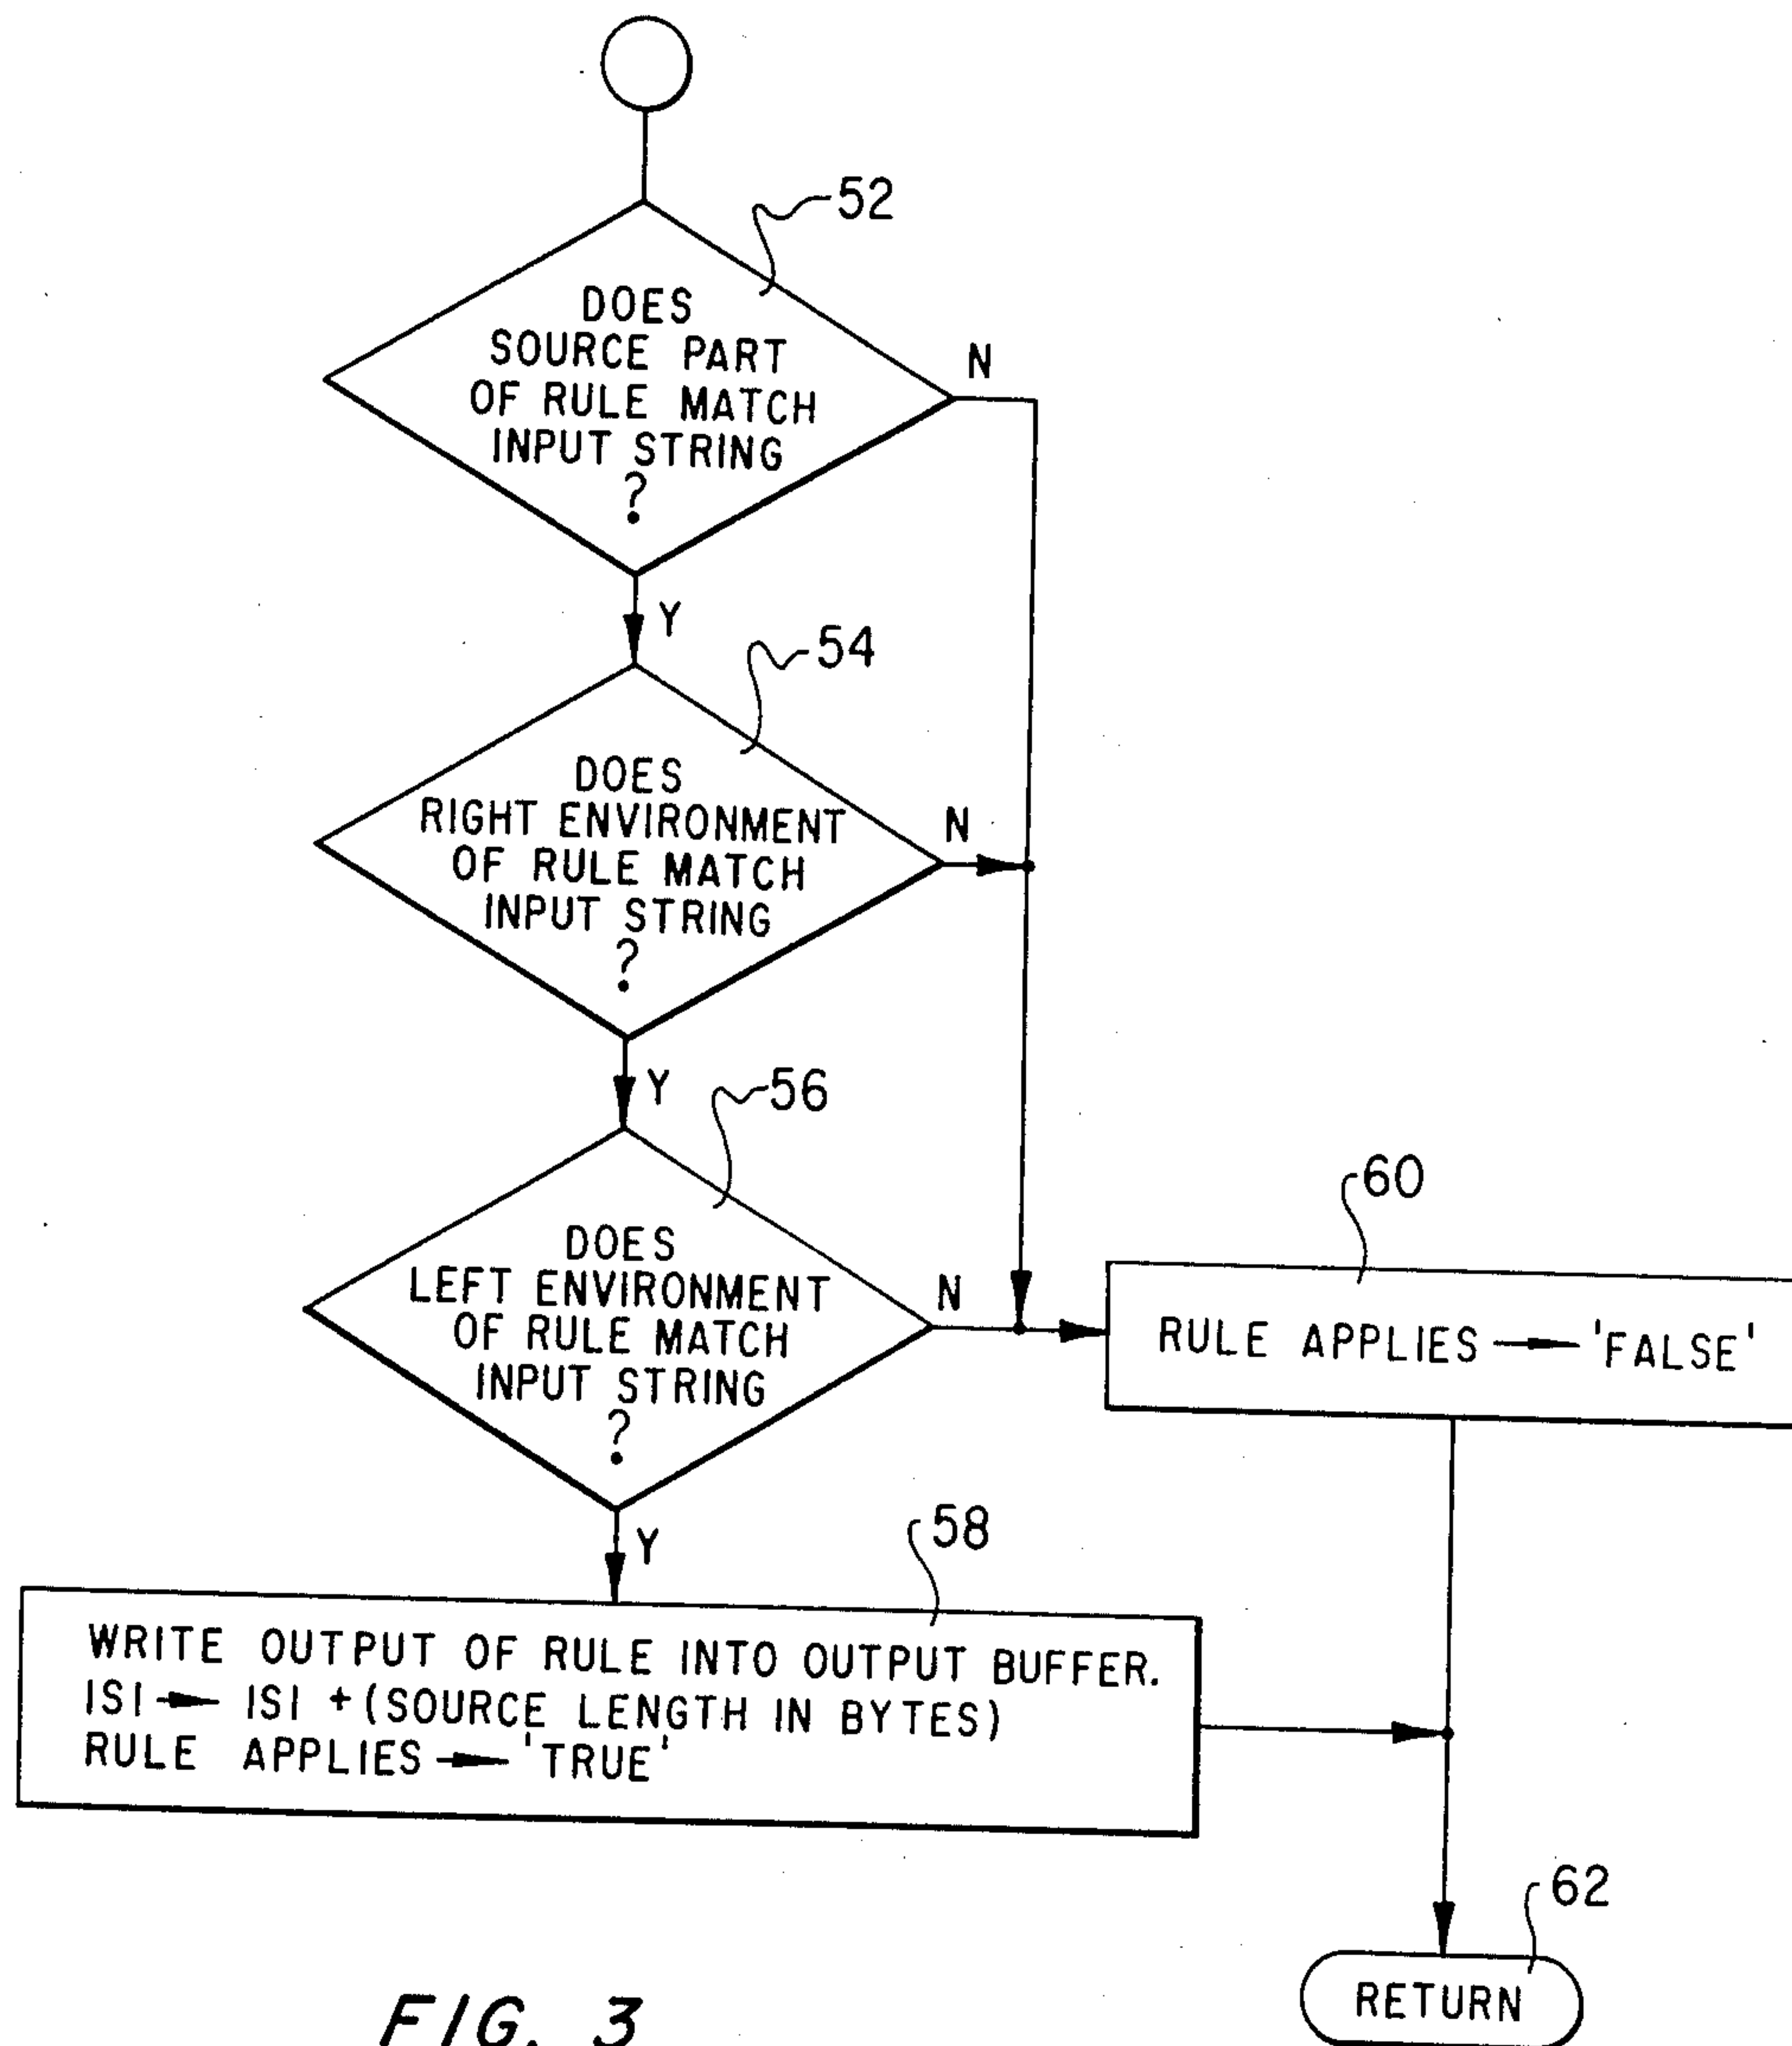 52
DOES
SOURCE PART
OF RULE MATCH
INPUT STRING
?
N
Y
54
DOES
RIGHT ENVIRONMENT
OF RULE MATCH
INPUT STRING
?
N
Y
56
DOES
LEFT ENVIRONMENT
OF RULE MATCH
INPUT STRING
?
N
60
RULE APPLIES → 'FALSE'
Y
58
WRITE OUTPUT OF RULE INTO OUTPUT BUFFER.
ISI → ISI + (SOURCE LENGTH IN BYTES)
RULE APPLIES → 'TRUE'
62
RETURN
FIG. 3